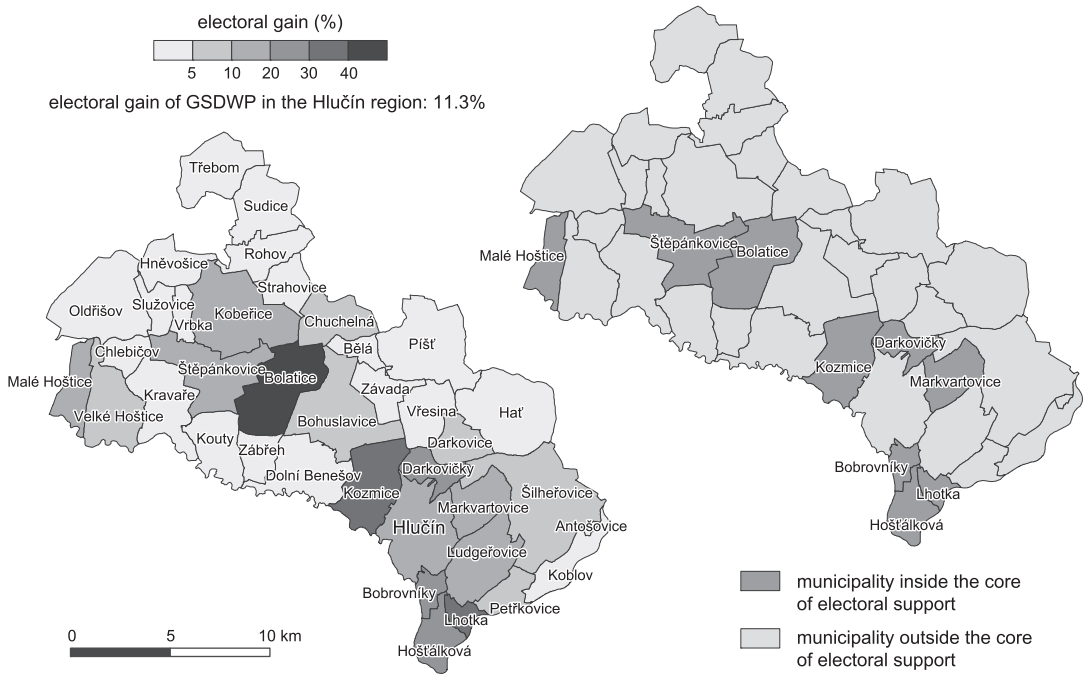 electoral gain (%)
5 10 20 30 40
electoral gain of GSDWP in the Hlučín region: 11.3%
Třebom
Sudice
Rohov
Hněvošice
Strahovice
Oldřišov
Služovice
Kobeřice
Vrbka
Chuchelná
Chlebičov
Bělá
Píšť
Štěpánkovice
Bolatice
Malé Hoštice
Závada
Kravaře
Velké Hoštice
Vřesina
Hať
Bohuslavice
Kouty
Darkovice
Zábřeh
Dolní Benešov
Darkovičky
Kozmice
Šilheřovice
Markvartovice
Hlučín
Antošovice
Ludgeřovice
Koblov
Bobrovníky
Petřkovice
Lhotka
Hošťálková
0 5 10 km
Štěpánkovice
Bolatice
Malé Hoštice
Darkovičky
Kozmice
Markvartovice
Bobrovníky
Lhotka
Hošťálková
municipality inside the core
of electoral support
municipality outside the core
of electoral support